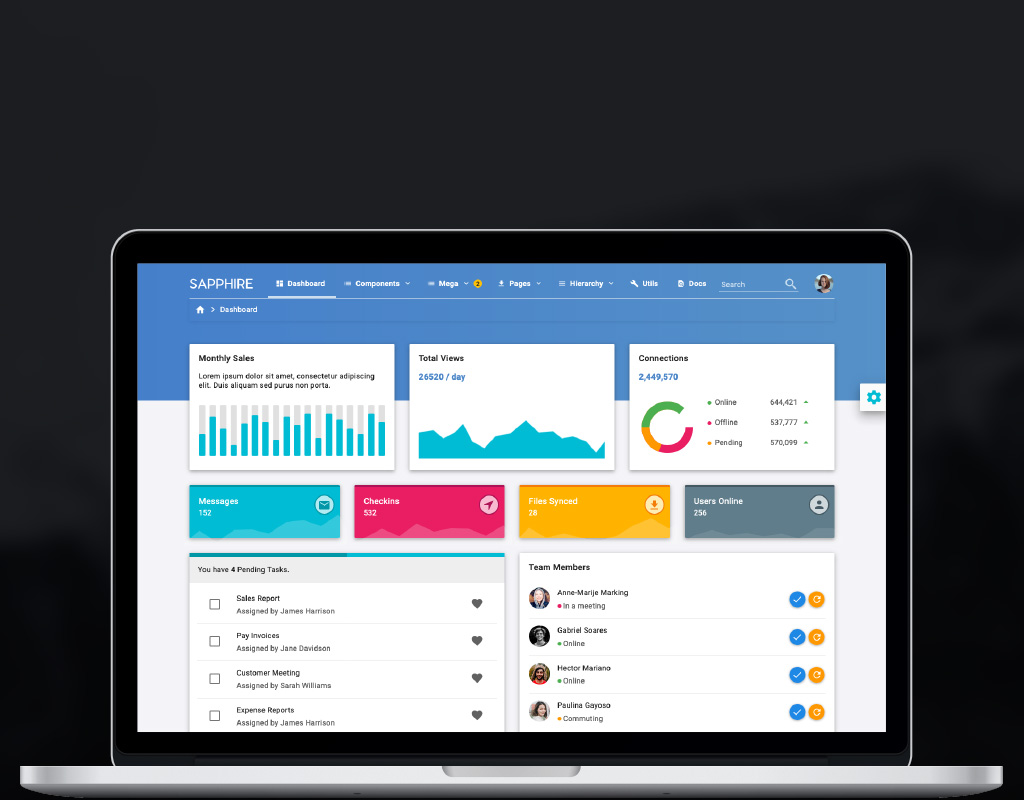 SAPPHIRE
Dashboard
Components
Mega
2
Pages
Hierarchy
Utils
Docs
Search
Dashboard
Monthly Sales
Lorem ipsum dolor sit amet, consectetur adipiscing
elit. Duis aliquam sed purus non porta.
Total Views
26520 / day
Connections
2,449,570
Online 644,421
Offline 537,777
Pending 570,099
Messages
152
Checkins
532
Files Synced
28
Users Online
256
You have 4 Pending Tasks.
Sales Report
Assigned by James Harrison
Pay Invoices
Assigned by Jane Davidson
Customer Meeting
Assigned by Sarah Williams
Expense Reports
Assigned by James Harrison
Team Members
Anne-Marije Marking
In a meeting
Gabriel Soares
Online
Hector Mariano
Online
Paulina Gayoso
Commuting